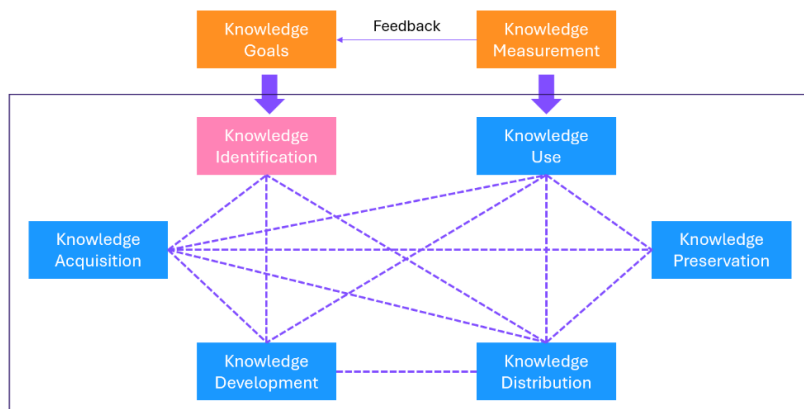 Knowledge
Goals
Feedback
Knowledge
Measurement
Knowledge
Identification
Knowledge
Use
Knowledge
Acquisition
Knowledge
Preservation
Knowledge
Development
Knowledge
Distribution